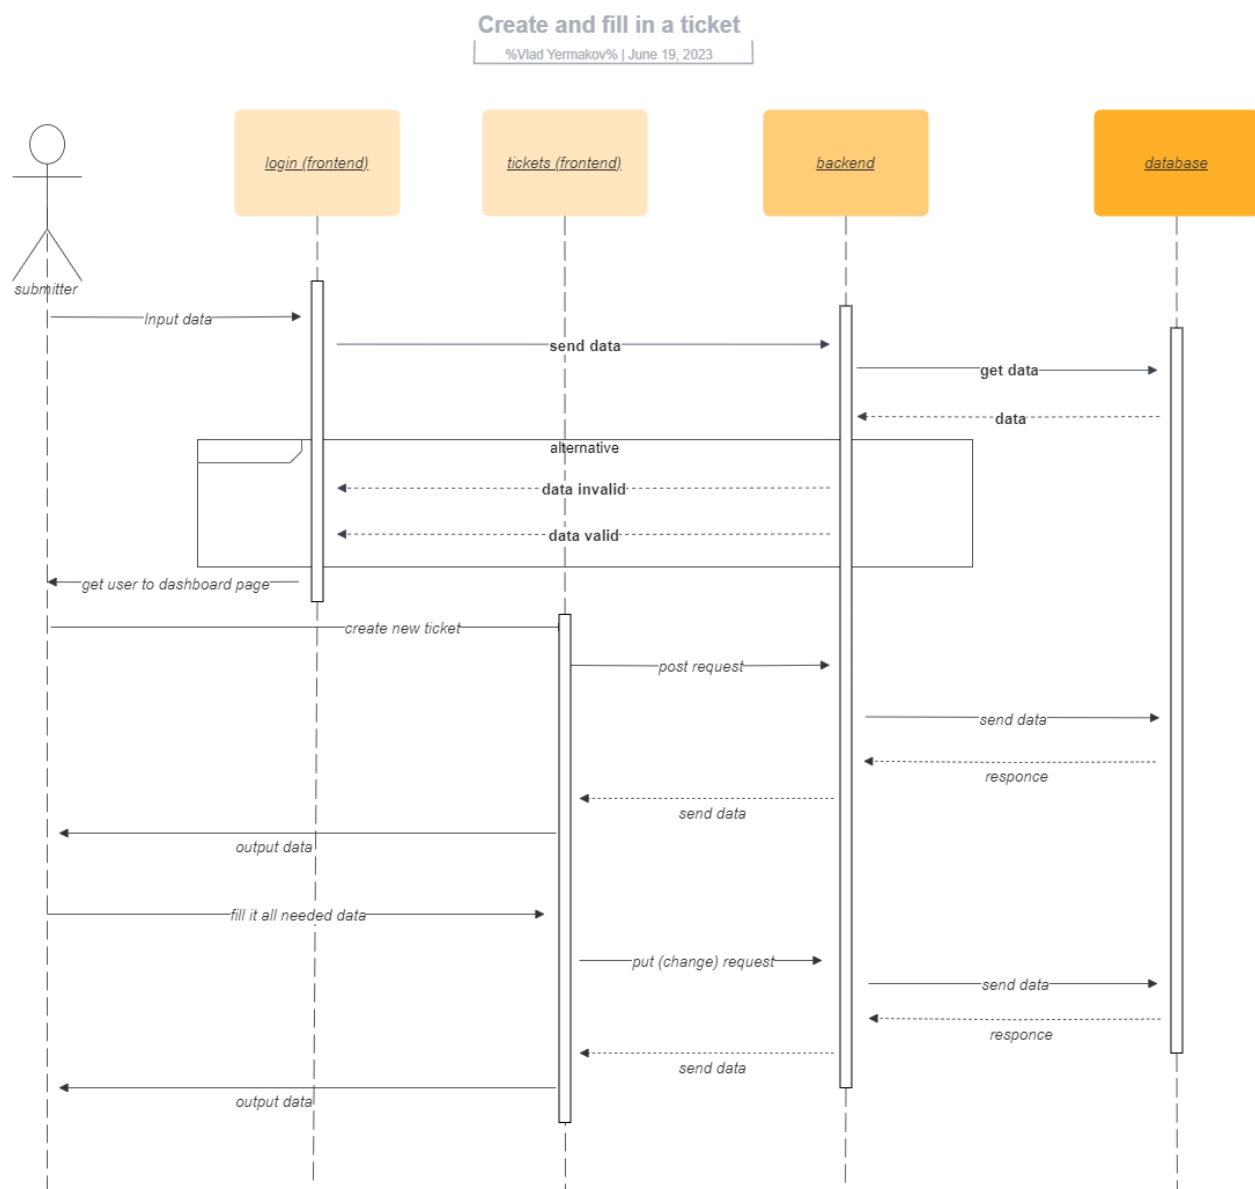 Create and fill in a ticket
%Vlad Yermakov% | June 19, 2023
login (frontend)
tickets (frontend)
backend
database
submitter
Input data
send data
get data
data
alternative
data invalid
data valid
get user to dashboard page
create new ticket
post request
send data
responce
send data
output data
fill it all needed data
put (change) request
send data
responce
send data
output data